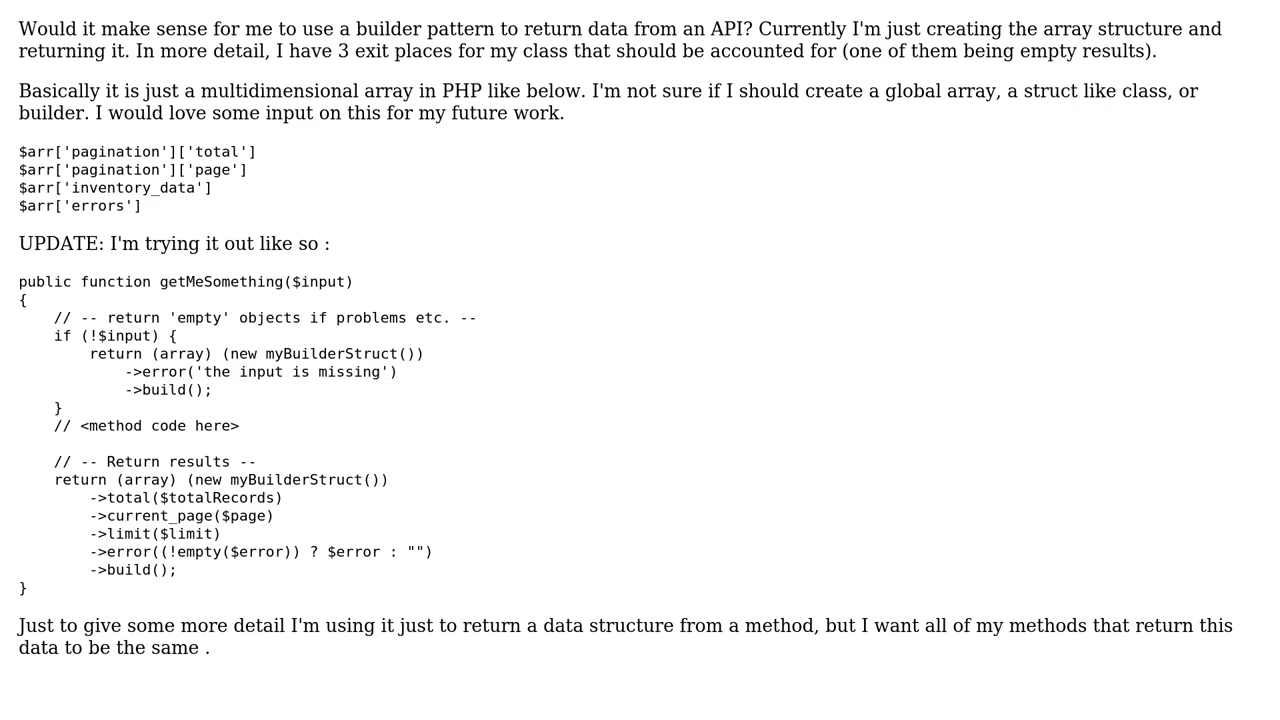 Would it make sense for me to use a builder pattern to return data from an API? Currently I'm just creating the array structure and
returning it. In more detail, I have 3 exit places for my class that should be accounted for (one of them being empty results).
Basically it is just a multidimensional array in PHP like below. I'm not sure if I should create a global array, a struct like class, or
builder. I would love some input on this for my future work.
$arr['pagination']['total']
$arr['pagination']['page']
$arr['inventory_data']
$arr['errors']
UPDATE: I'm trying it out like so :
public function getMeSomething($input)
{
    // -- return 'empty' objects if problems etc. --
    if (!$input) {
        return (array) (new myBuilderStruct())
            ->error('the input is missing')
            ->build();
    }
    // <method code here>
    // -- Return results --
    return (array) (new myBuilderStruct())
        ->total($totalRecords)
        ->current_page($page)
        ->limit($limit)
        ->error((!empty($error)) ? $error : "")
        ->build();
}
Just to give some more detail I'm using it just to return a data structure from a method, but I want all of my methods that return this
data to be the same .